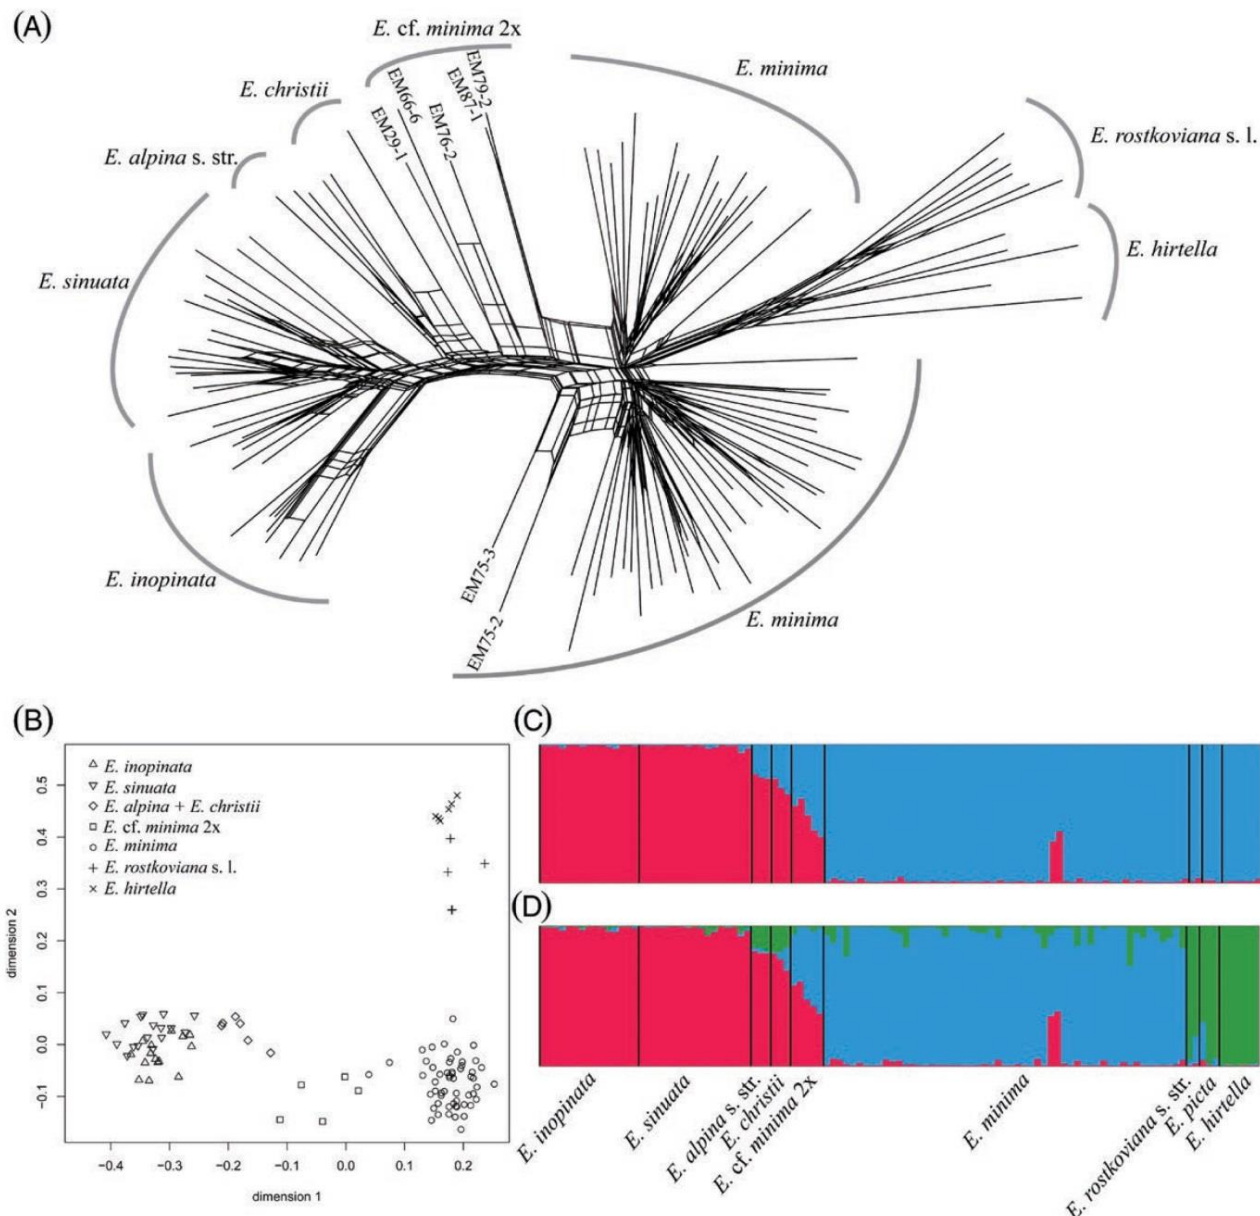 (A)
E. cf. minima 2x
E. minima
E. christii
E. rostkoviana s. l.
E. alpina s. str.
E. hirtella
E. sinuata
EM29-1
EM66-6
EM76-2
EM87-1
EM79-2
E. inopinata
EM75-3
EM75-2
E. minima
(B)
E. inopinata
E. sinuata
E. alpina + E. christii
E. cf. minima 2x
E. minima
E. rostkoviana s. l.
E. hirtella
dimension 2
0.5
0.4
0.3
0.2
0.1
0.0
−0.1
−0.4
−0.3
−0.2
−0.1
0.0
0.1
0.2
dimension 1
(C)
(D)
E. inopinata
E. sinuata
E. alpina s. str.
E. christii
E. cf. minima 2x
E. minima
E. rostkoviana s. str.
E. picta
E. hirtella